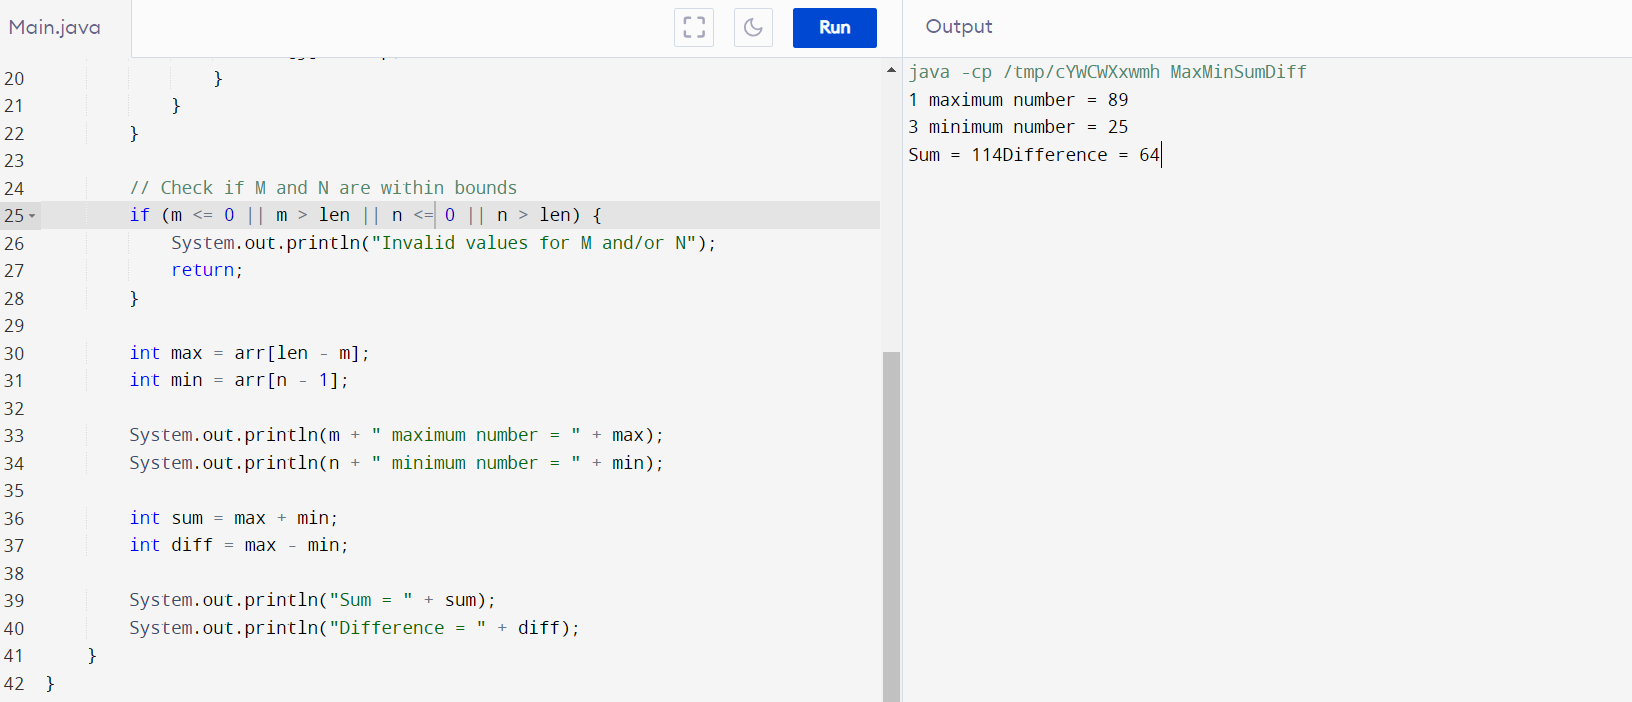 Main.java
Run
Output
20 }
21 }
22 }
23
24 // Check if M and N are within bounds
25 if (m <= 0 || m > len || n <= 0 || n > len) {
26 System.out.println("Invalid values for M and/or N");
27 return;
28 }
29
30 int max = arr[len - m];
31 int min = arr[n - 1];
32
33 System.out.println(m + " maximum number = " + max);
34 System.out.println(n + " minimum number = " + min);
35
36 int sum = max + min;
37 int diff = max - min;
38
39 System.out.println("Sum = " + sum);
40 System.out.println("Difference = " + diff);
41 }
42 }
java -cp /tmp/cYWCWXxwmh MaxMinSumDiff
1 maximum number = 89
3 minimum number = 25
Sum = 114Difference = 64